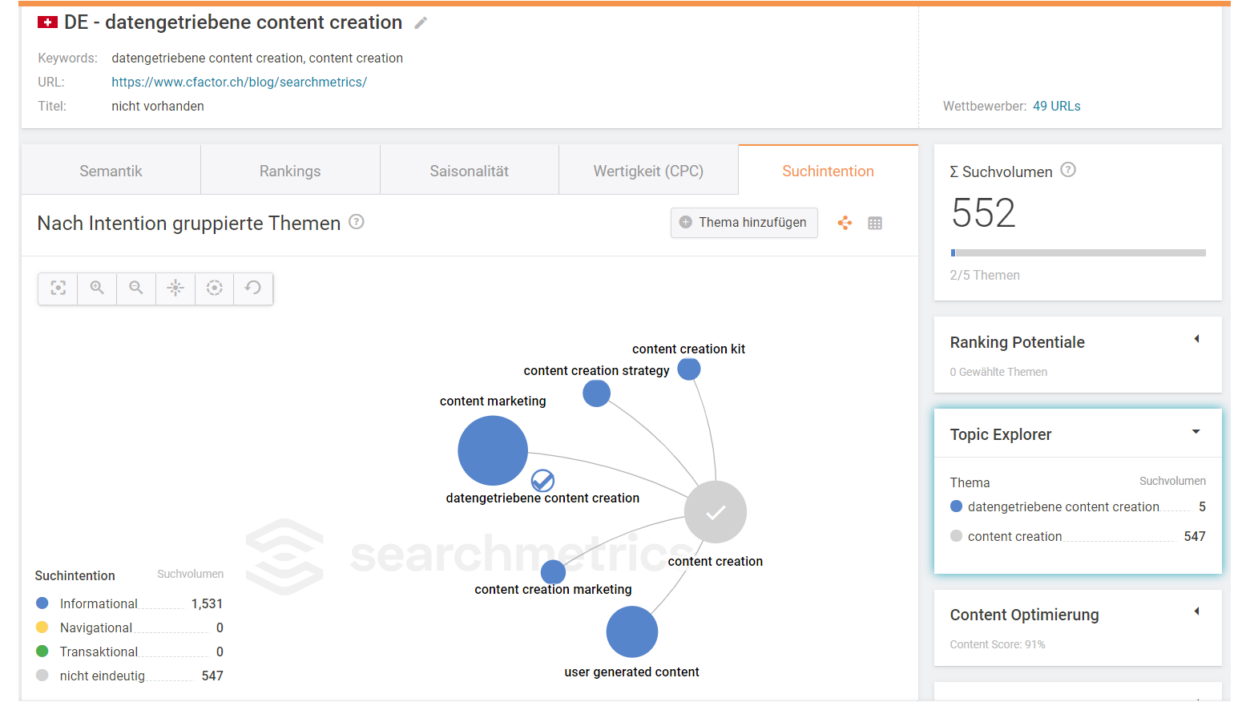 DE - datengetriebene content creation
Keywords: datengetriebene content creation, content creation
URL: https://www.cfactor.ch/blog/searchmetrics/
Titel: nicht vorhanden
Wettbewerber: 49 URLs
Semantik
Rankings
Saisonalität
Wertigkeit (CPC)
Suchintention
Nach Intention gruppierte Themen
Thema hinzufügen
content creation kit
content creation strategy
content marketing
datengetriebene content creation
searchmetrics
content creation
content creation marketing
user generated content
Suchintention Suchvolumen
Informational 1,531
Navigational 0
Transaktional 0
nicht eindeutig 547
Σ Suchvolumen
552
2/5 Themen
Ranking Potentiale
0 Gewählte Themen
Topic Explorer
Thema Suchvolumen
datengetriebene content creation 5
content creation 547
Content Optimierung
Content Score: 91%